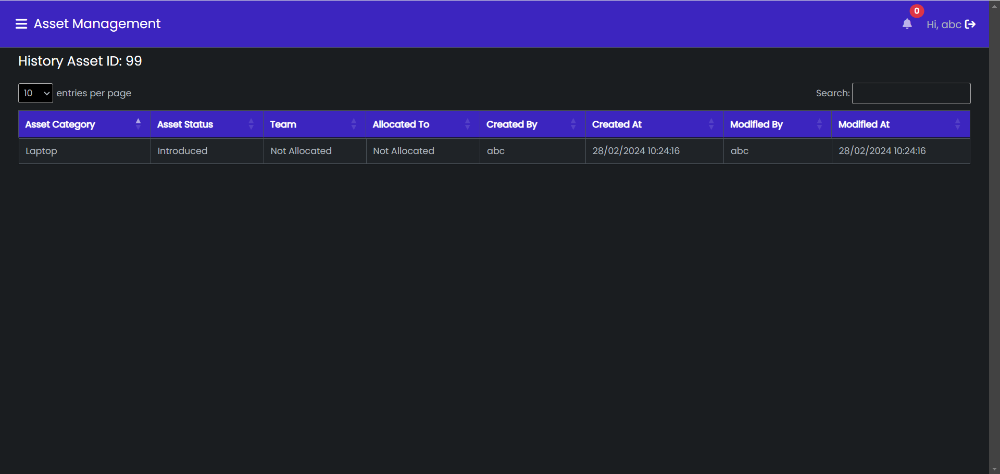 Asset Management
0
Hi, abc
History Asset ID: 99
10 entries per page
Search:
Asset Category Asset Status Team Allocated To Created By Created At Modified By Modified At
Laptop Introduced Not Allocated Not Allocated abc 28/02/2024 10:24:16 abc 28/02/2024 10:24:16